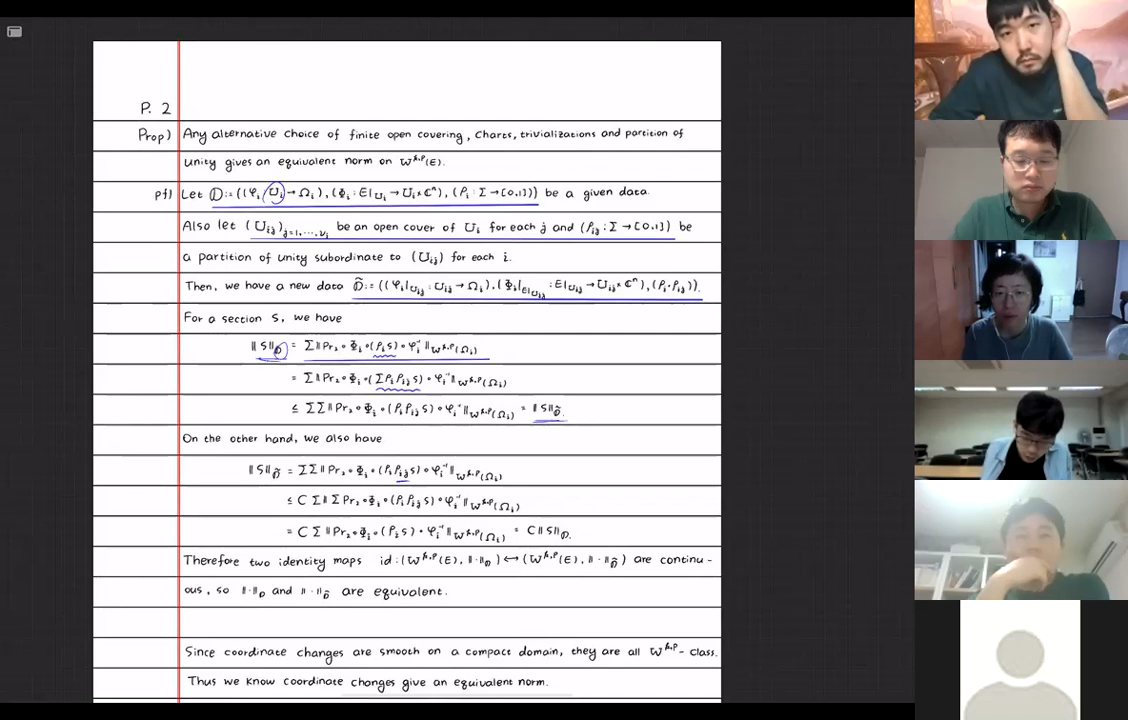 P. 2
Prop) Any alternative choice of finite open covering, charts, trivializations and partition of
unity gives an equivalent norm on W^{k,p}(E).
pf) Let D := ((φ_i : U_i → Ω_i), (Φ_i : E|_{U_i} → U_i × ℂ^n), (ρ_i : Σ → [0,1])) be a given data.
Also let (U_{ij})_{j=1,...,ν_i} be an open cover of U_i for each j and (ρ_{ij} : Σ → [0,1]) be
a partition of unity subordinate to (U_{ij}) for each i.
Then, we have a new data D̃ := ((φ_i|_{U_{ij}} : U_{ij} → Ω_i), (Φ_i|_{E|_{U_{ij}}} : E|_{U_{ij}} → U_{ij} × ℂ^n), (ρ_i · ρ_{ij})).
For a section s, we have
‖s‖_D = Σ‖Pr_2 ∘ Φ_i ∘ (ρ_i s) ∘ φ_i^{-1}‖_{W^{k,p}(Ω_i)}
= Σ‖Pr_2 ∘ Φ_i ∘ (Σ ρ_i ρ_{ij} s) ∘ φ_i^{-1}‖_{W^{k,p}(Ω_i)}
≤ ΣΣ‖Pr_2 ∘ Φ_i ∘ (ρ_i ρ_{ij} s) ∘ φ_i^{-1}‖_{W^{k,p}(Ω_i)} = ‖s‖_{D̃}.
On the other hand, we also have
‖s‖_{D̃} = ΣΣ‖Pr_2 ∘ Φ_i ∘ (ρ_i ρ_{ij} s) ∘ φ_i^{-1}‖_{W^{k,p}(Ω_i)}
≤ C Σ‖Σ Pr_2 ∘ Φ_i ∘ (ρ_i ρ_{ij} s) ∘ φ_i^{-1}‖_{W^{k,p}(Ω_i)}
= C Σ‖Pr_2 ∘ Φ_i ∘ (ρ_i s) ∘ φ_i^{-1}‖_{W^{k,p}(Ω_i)} = C‖s‖_D.
Therefore two identity maps id : (W^{k,p}(E), ‖·‖_D) ↔ (W^{k,p}(E), ‖·‖_{D̃}) are continu-
ous, so ‖·‖_D and ‖·‖_{D̃} are equivalent.
Since coordinate changes are smooth on a compact domain, they are all W^{k,p}-class.
Thus we know coordinate changes give an equivalent norm.